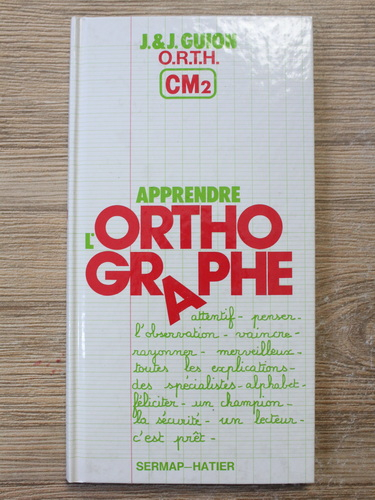 J.&J. GUION
O.R.T.H.
CM2
APPRENDRE
L'ORTHO
GRAPHE
attentif - penser -
l'observation - vaincre -
rayonner - merveilleux -
toutes les explications -
des spécialistes - alphabet -
féliciter - un champion -
la sécurité - un lecteur -
c'est prêt -
SERMAP-HATIER